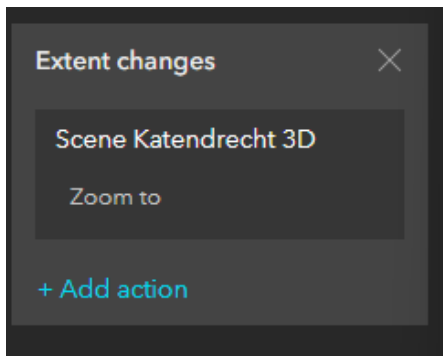 Extent changes
Scene Katendrecht 3D
Zoom to
+ Add action